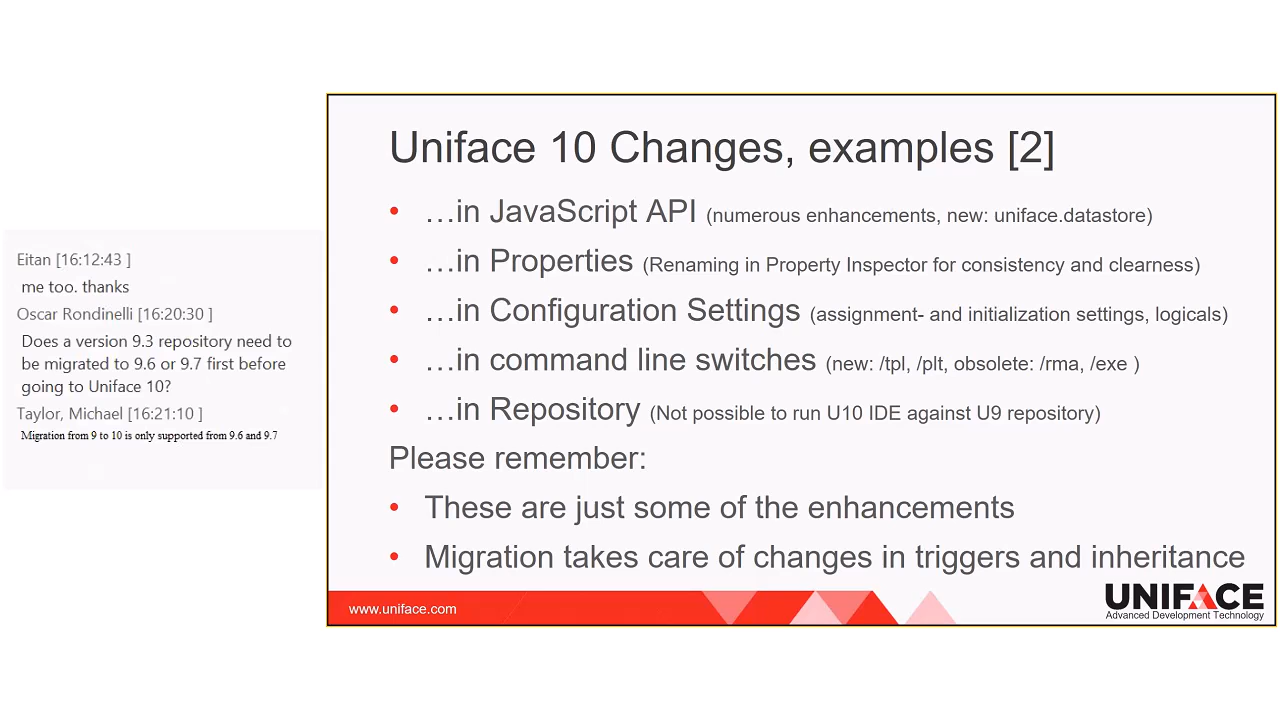 Eitan [16:12:43 ]
me too. thanks
Oscar Rondinelli [16:20:30 ]
Does a version 9.3 repository need to
be migrated to 9.6 or 9.7 first before
going to Uniface 10?
Taylor, Michael [16:21:10 ]
Migration from 9 to 10 is only supported from 9.6 and 9.7
Uniface 10 Changes, examples [2]
• …in JavaScript API (numerous enhancements, new: uniface.datastore)
• …in Properties (Renaming in Property Inspector for consistency and clearness)
• …in Configuration Settings (assignment- and initialization settings, logicals)
• …in command line switches (new: /tpl, /plt, obsolete: /rma, /exe )
• …in Repository (Not possible to run U10 IDE against U9 repository)
Please remember:
• These are just some of the enhancements
• Migration takes care of changes in triggers and inheritance
www.uniface.com
UNIFACE
Advanced Development Technology